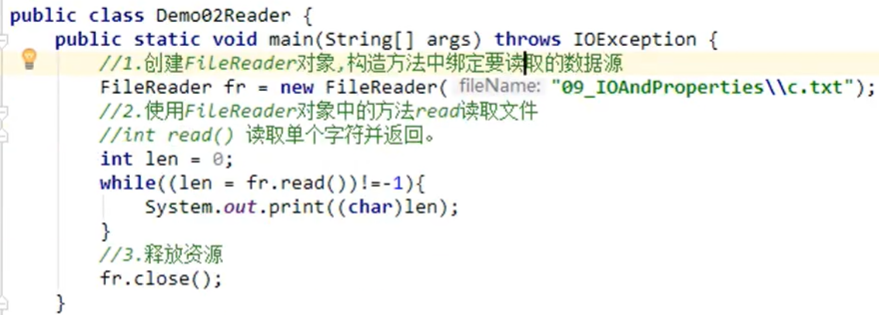 public class Demo02Reader {
public static void main(String[] args) throws IOException {
//1.创建FileReader对象,构造方法中绑定要读取的数据源
FileReader fr = new FileReader( fileName: "09_IOAndProperties\\c.txt");
//2.使用FileReader对象中的方法read读取文件
//int read() 读取单个字符并返回。
int len = 0;
while((len = fr.read())!=-1){
System.out.print((char)len);
}
//3.释放资源
fr.close();
}